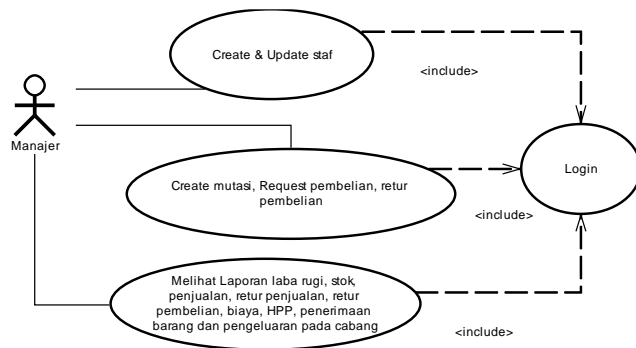 Create & Update staf
<include>
Manajer
Login
Create mutasi, Request pembelian, retur
pembelian
<include>
Melihat Laporan laba rugi, stok,
penjualan, retur penjualan, retur
pembelian, biaya, HPP, penerimaan
barang dan pengeluaran pada cabang
<include>